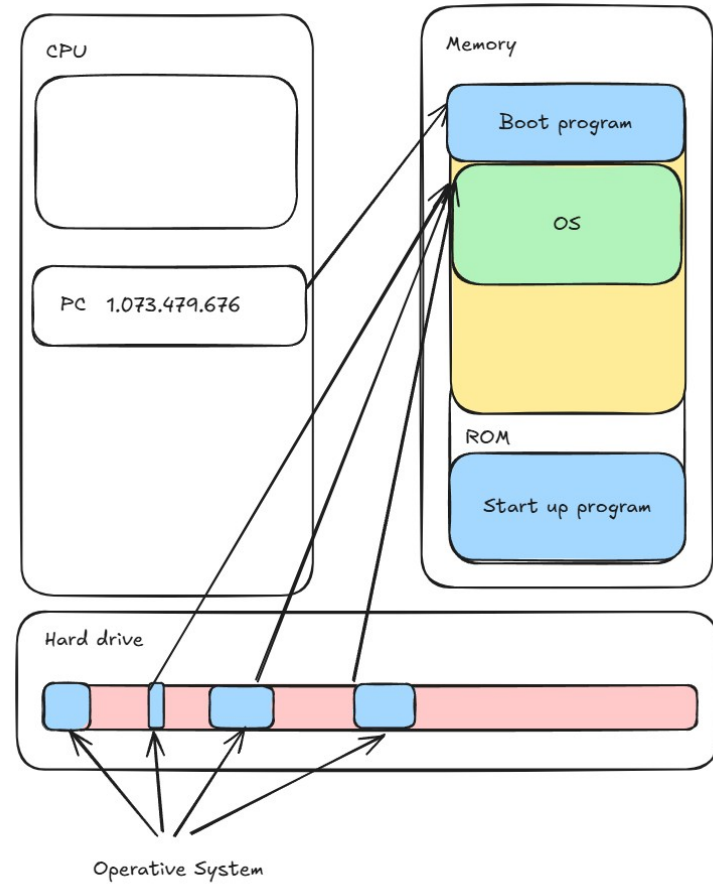 CPU
Memory
Boot program
OS
PC 1.073.479.676
ROM
Start up program
Hard drive
Operative System